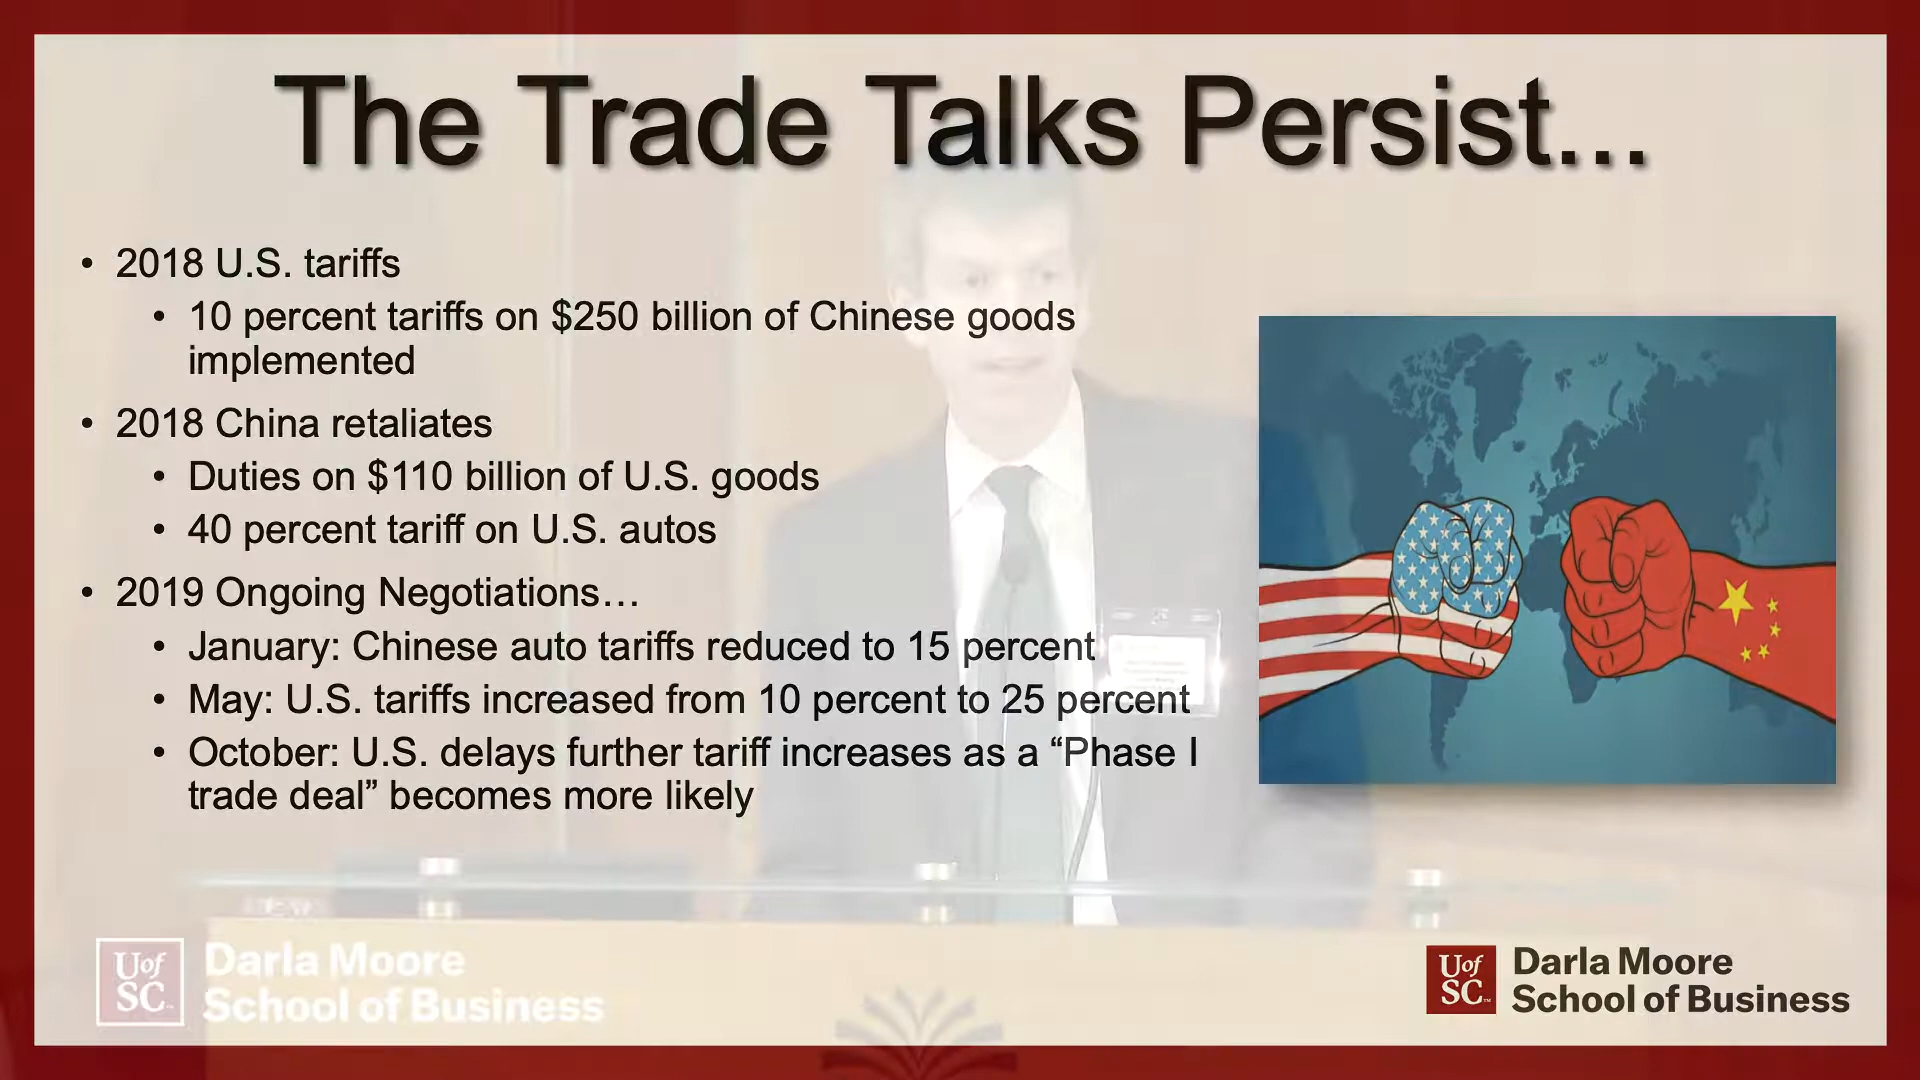 The Trade Talks Persist...
• 2018 U.S. tariffs
• 10 percent tariffs on $250 billion of Chinese goods
implemented
• 2018 China retaliates
• Duties on $110 billion of U.S. goods
• 40 percent tariff on U.S. autos
• 2019 Ongoing Negotiations…
• January: Chinese auto tariffs reduced to 15 percent
• May: U.S. tariffs increased from 10 percent to 25 percent
• October: U.S. delays further tariff increases as a “Phase I
trade deal” becomes more likely
UofSC
Darla Moore
School of Business
UofSC
Darla Moore
School of Business